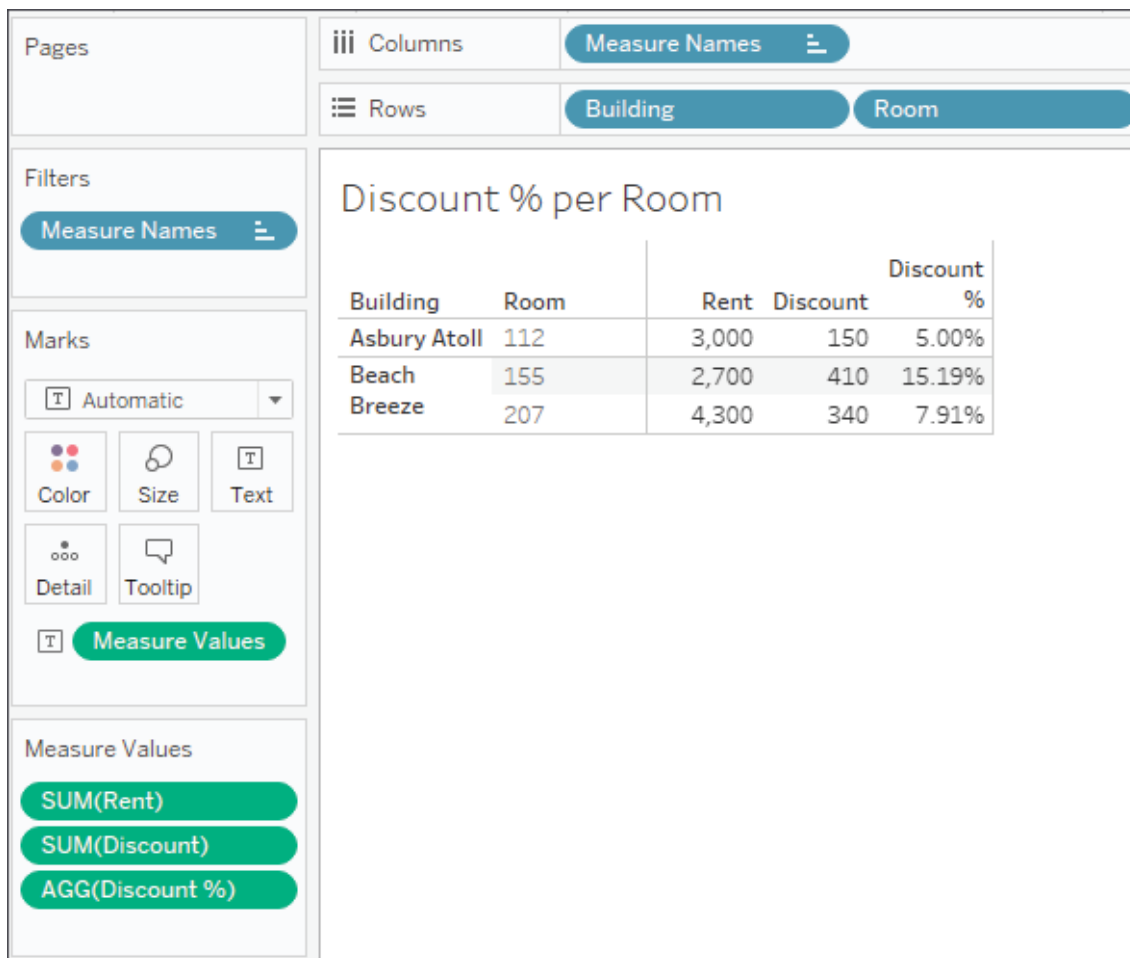 Pages
Columns Measure Names
Rows Building Room
Filters
Measure Names
Marks
T Automatic
Color Size T Text
Detail Tooltip
T Measure Values
Measure Values
SUM(Rent)
SUM(Discount)
AGG(Discount %)
Discount % per Room
Discount
Building Room Rent Discount %
Asbury Atoll 112 3,000 150 5.00%
Beach 155 2,700 410 15.19%
Breeze 207 4,300 340 7.91%